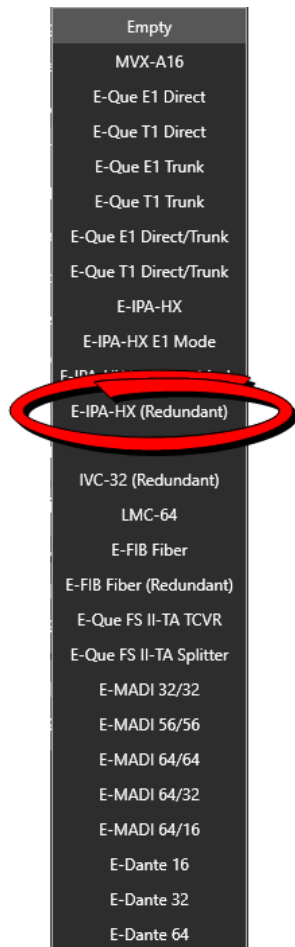 Empty
MVX-A16
E-Que E1 Direct
E-Que T1 Direct
E-Que E1 Trunk
E-Que T1 Trunk
E-Que E1 Direct/Trunk
E-Que T1 Direct/Trunk
E-IPA-HX
E-IPA-HX E1 Mode
E-IPA-HX (Redundant)
IVC-32 (Redundant)
LMC-64
E-FIB Fiber
E-FIB Fiber (Redundant)
E-Que FS II-TA TCVR
E-Que FS II-TA Splitter
E-MADI 32/32
E-MADI 56/56
E-MADI 64/64
E-MADI 64/32
E-MADI 64/16
E-Dante 16
E-Dante 32
E-Dante 64